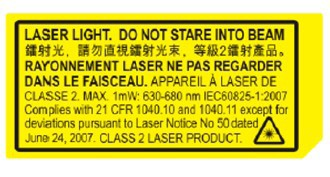 LASER LIGHT. DO NOT STARE INTO BEAM
鐳射光，請勿直視鐳射光束，等級2鐳射產品。
RAYONNEMENT LASER NE PAS REGARDER
DANS LE FAISCEAU. APPAREIL À LASER DE
CLASSE 2. MAX. 1mW: 630-680 nm IEC60825-1:2007
Complies with 21 CFR 1040.10 and 1040.11 except for
deviations pursuant to Laser Notice No 50 dated
June 24, 2007. CLASS 2 LASER PRODUCT.